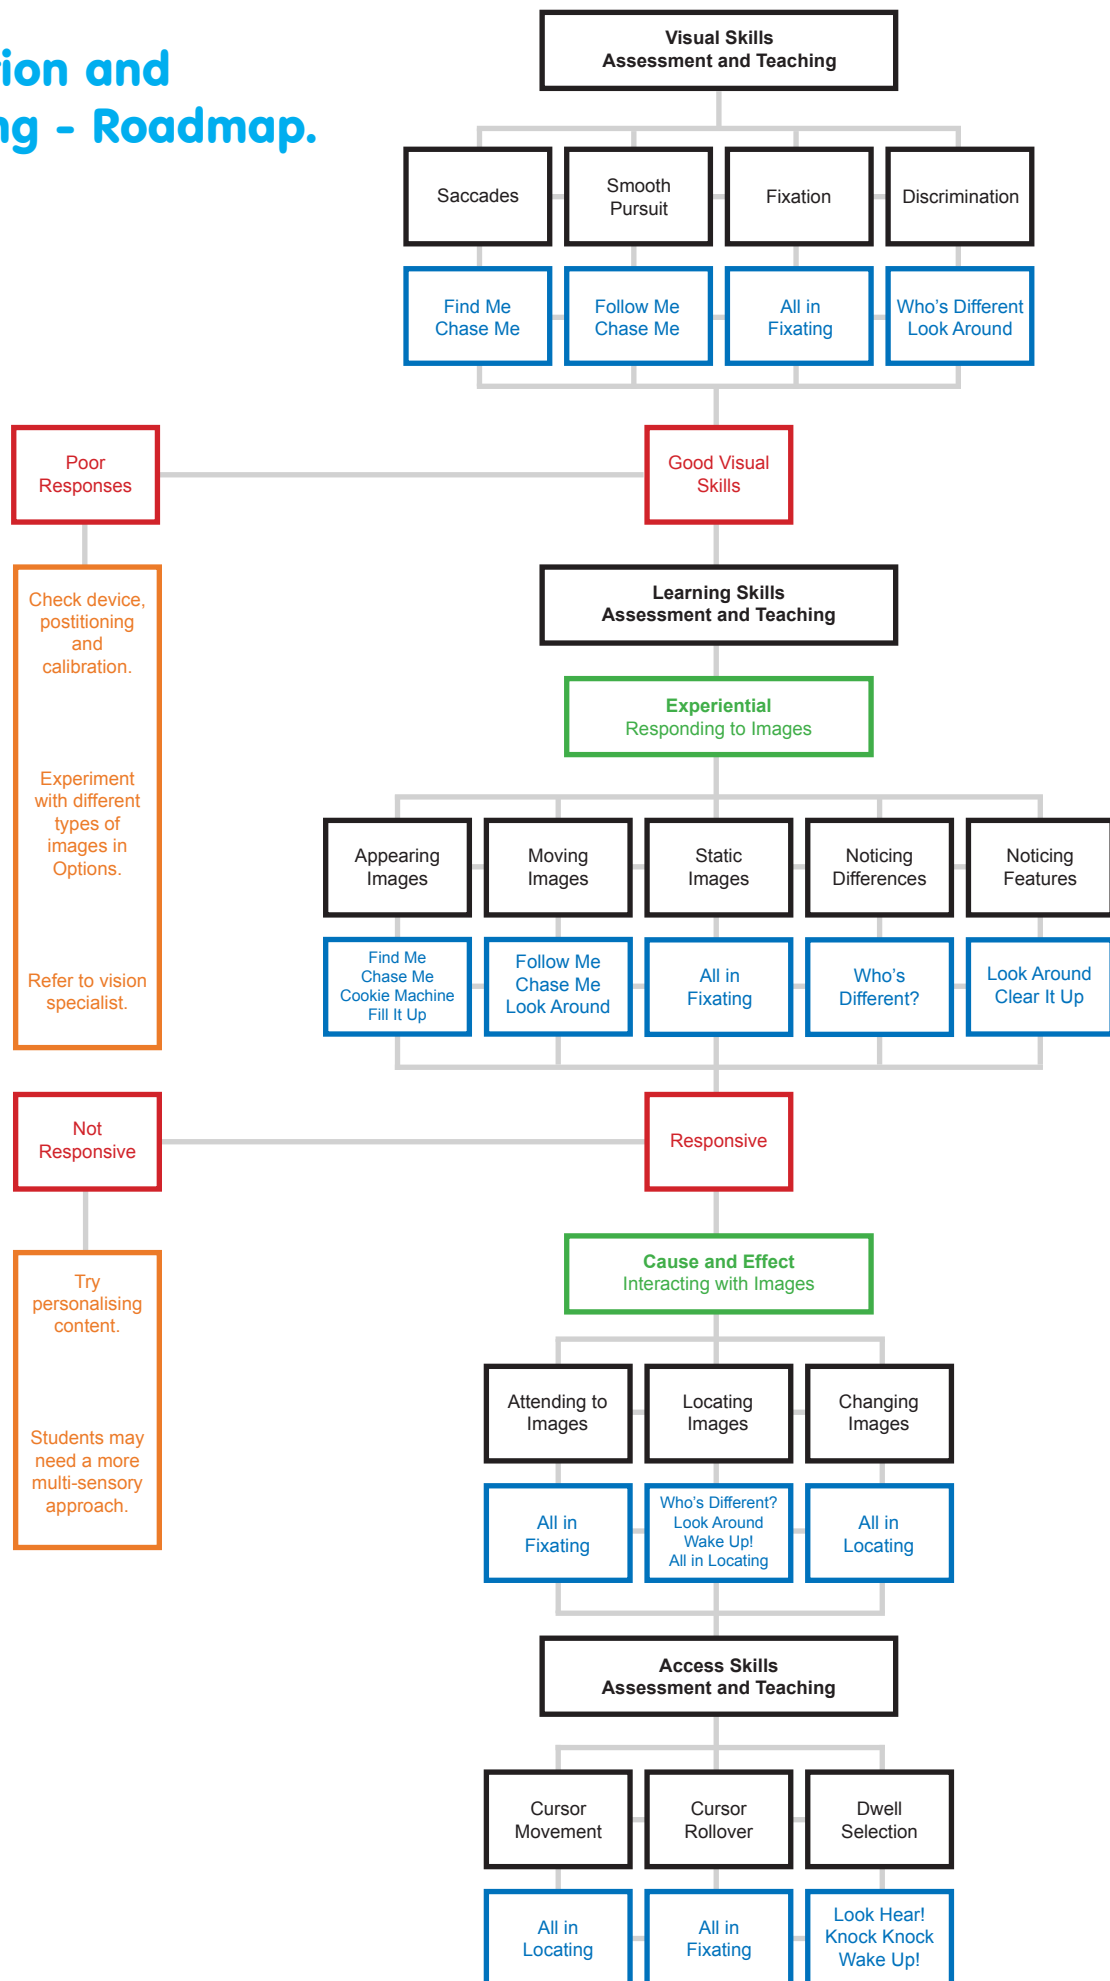 Visual Skills
Assessment and Teaching
and
- Roadmap.
Saccades
Smooth
Pursuit
Fixation
Discrimination
Find Me
Chase Me
Follow Me
Chase Me
All in
Fixating
Who's Different
Look Around
Poor
Responses
Good Visual
Skills
Check device,
postitioning
and
calibration.
Experiment
with different
types of
images in
Options.
Refer to vision
specialist.
Learning Skills
Assessment and Teaching
Experiential
Responding to Images
Appearing
Images
Moving
Images
Static
Images
Noticing
Differences
Noticing
Features
Find Me
Chase Me
Cookie Machine
Fill It Up
Follow Me
Chase Me
Look Around
All in
Fixating
Who's
Different?
Look Around
Clear It Up
Not
Responsive
Responsive
Try
personalising
content.
Students may
need a more
multi-sensory
approach.
Cause and Effect
Interacting with Images
Attending to
Images
Locating
Images
Changing
Images
All in
Fixating
Who's Different?
Look Around
Wake Up!
All in Locating
All in
Locating
Access Skills
Assessment and Teaching
Cursor
Movement
Cursor
Rollover
Dwell
Selection
All in
Locating
All in
Fixating
Look Hear!
Knock Knock
Wake Up!